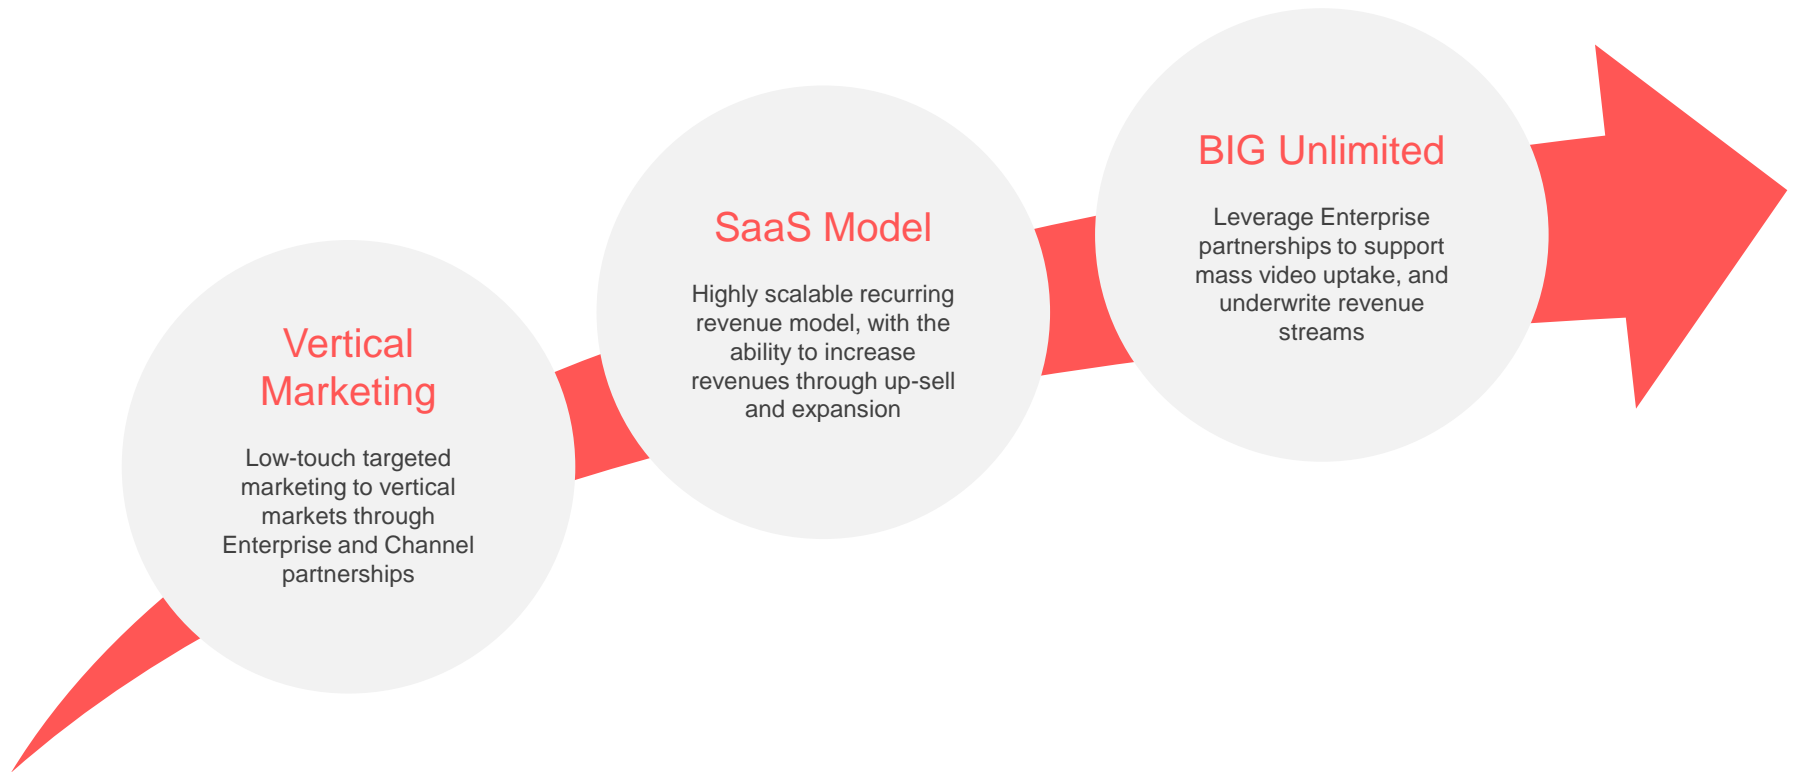 Vertical
Marketing
Low-touch targeted
marketing to vertical
markets through
Enterprise and Channel
partnerships
SaaS Model
Highly scalable recurring
revenue model, with the
ability to increase
revenues through up-sell
and expansion
BIG Unlimited
Leverage Enterprise
partnerships to support
mass video uptake, and
underwrite revenue
streams